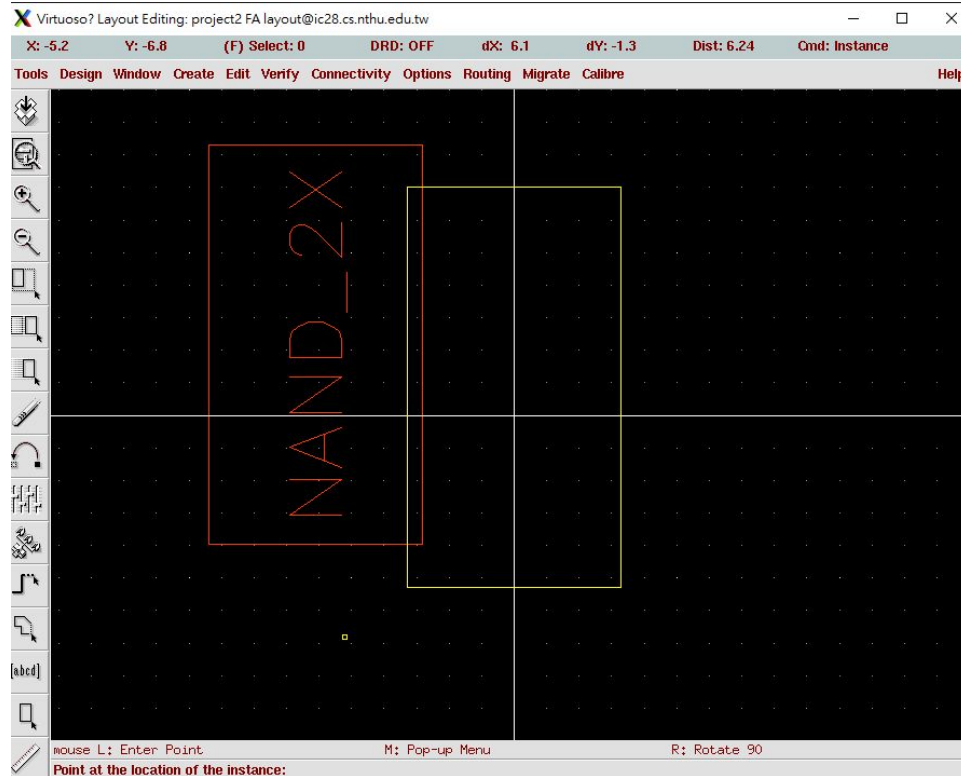 Virtuoso? Layout Editing: project2 FA layout@ic28.cs.nthu.edu.tw
X: -5.2 Y: -6.8 (F) Select: 0 DRD: OFF dX: 6.1 dY: -1.3 Dist: 6.24 Cmd: Instance
Tools Design Window Create Edit Verify Connectivity Options Routing Migrate Calibre Help
NAND_2X
[abcd]
mouse L: Enter Point M: Pop-up Menu R: Rotate 90
Point at the location of the instance: